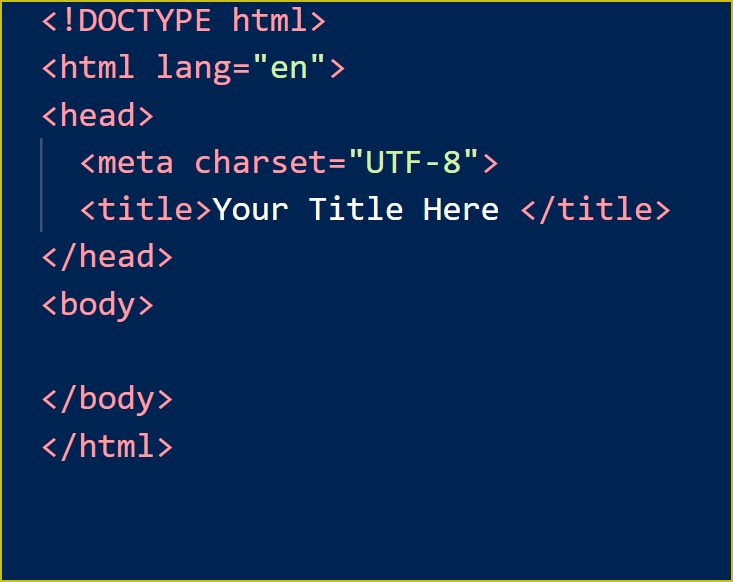 <!DOCTYPE html>
<html lang="en">
<head>
  <meta charset="UTF-8">
  <title>Your Title Here </title>
</head>
<body>

</body>
</html>